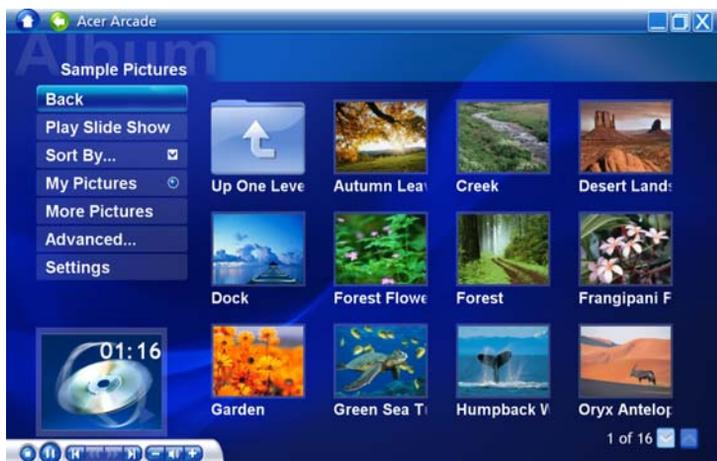 Acer Arcade
Album
Sample Pictures
Back
Play Slide Show
Sort By...
My Pictures
More Pictures
Advanced...
Settings
Up One Leve
Autumn Lea
Creek
Desert Lands
Dock
Forest Flowe
Forest
Frangipani F
Garden
Green Sea T
Humpback W
Oryx Antelop
01:16
1 of 16